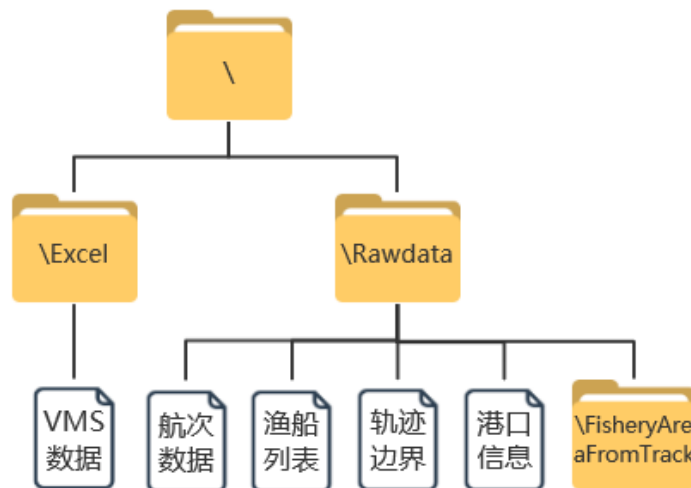 \
\Excel
\Rawdata
VMS
数据
航次
数据
渔船
列表
轨迹
边界
港口
信息
\FisheryAre
aFromTrack